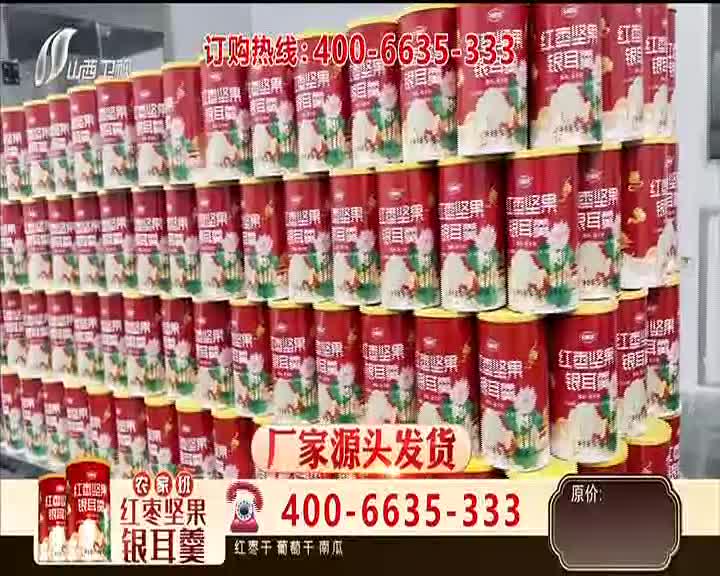 山西卫视
订购热线:400-6635-333
红枣坚果
银耳羹
厂家源头发货
农家班
红枣坚果
银耳羹
400-6635-333
红枣干 葡萄干 南瓜
原价: